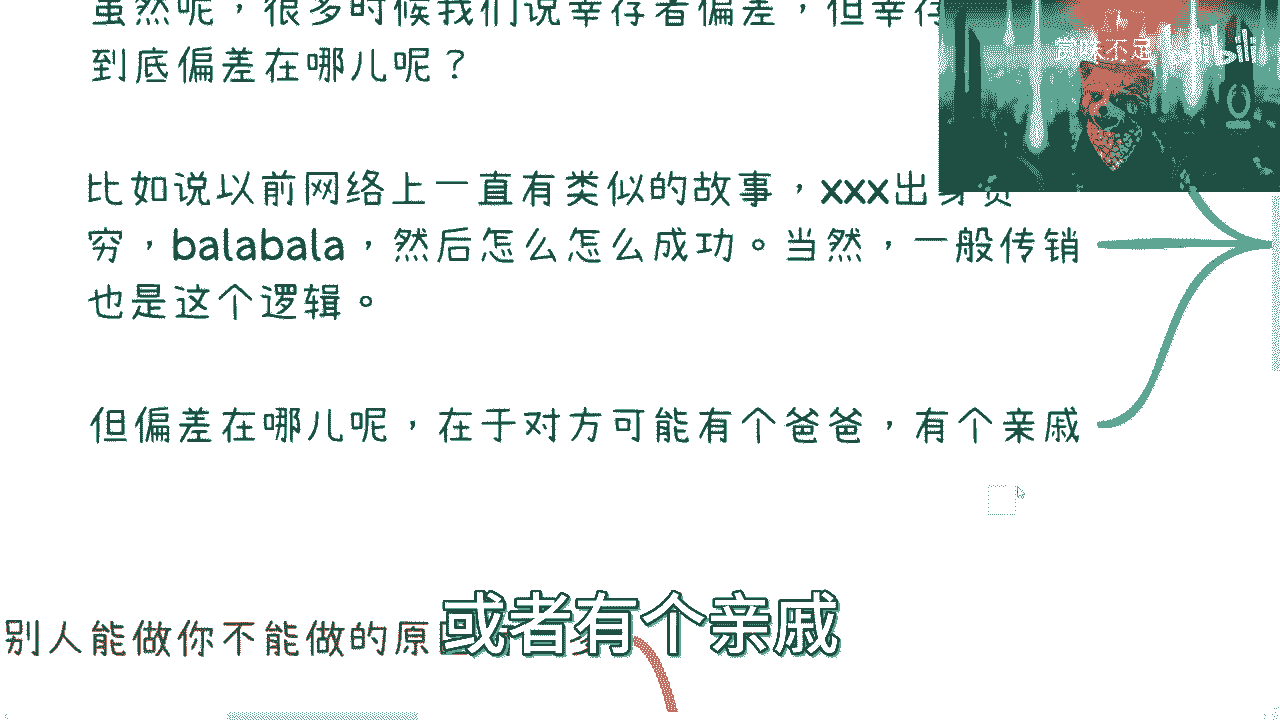 虽然呢，很多时候我们说幸存者偏差，但幸存
到底偏差在哪儿呢？
赏味不足
比如说以前网络上一直有类似的故事，xxx出身贫
穷，balabala，然后怎么怎么成功。当然，一般传销
也是这个逻辑。
但偏差在哪儿呢，在于对方可能有个爸爸，有个亲戚
别人能做你不能做的原
或者有个亲戚